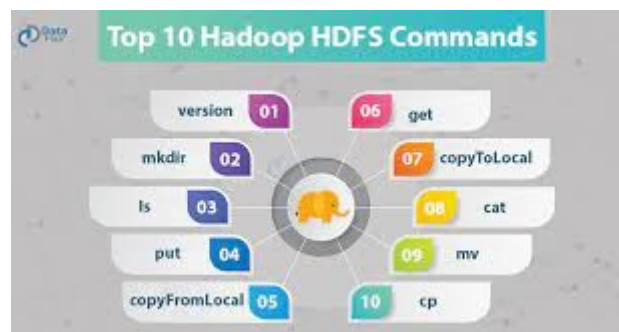 Data
Flair
Top 10 Hadoop HDFS Commands
version 01
mkdir 02
ls 03
put 04
copyFromLocal 05
06 get
07 copyToLocal
08 cat
09 mv
10 cp